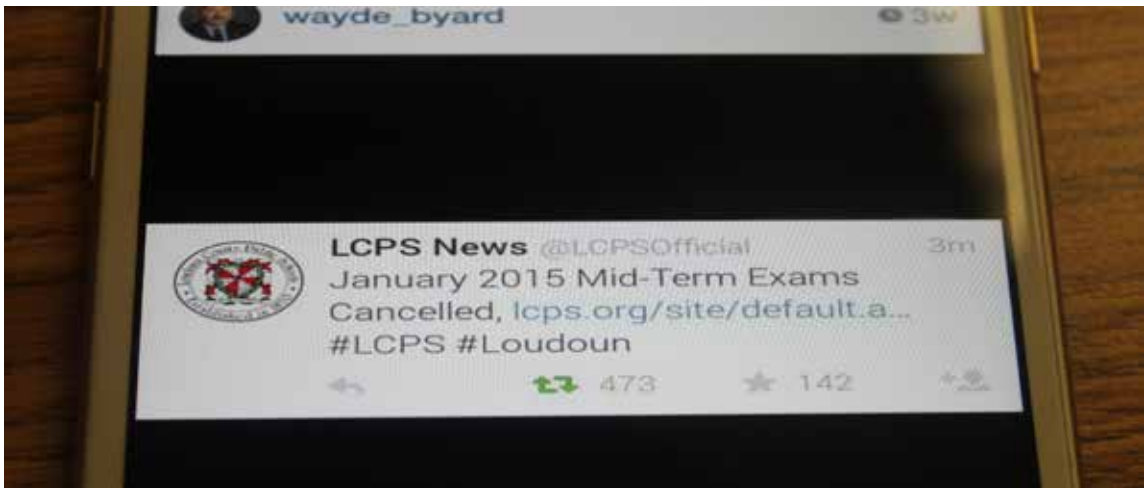 wayde_byard 3w
LCPS News @LCPSOfficial 3m
January 2015 Mid-Term Exams
Cancelled, lcps.org/site/default.a...
#LCPS #Loudoun
473 142